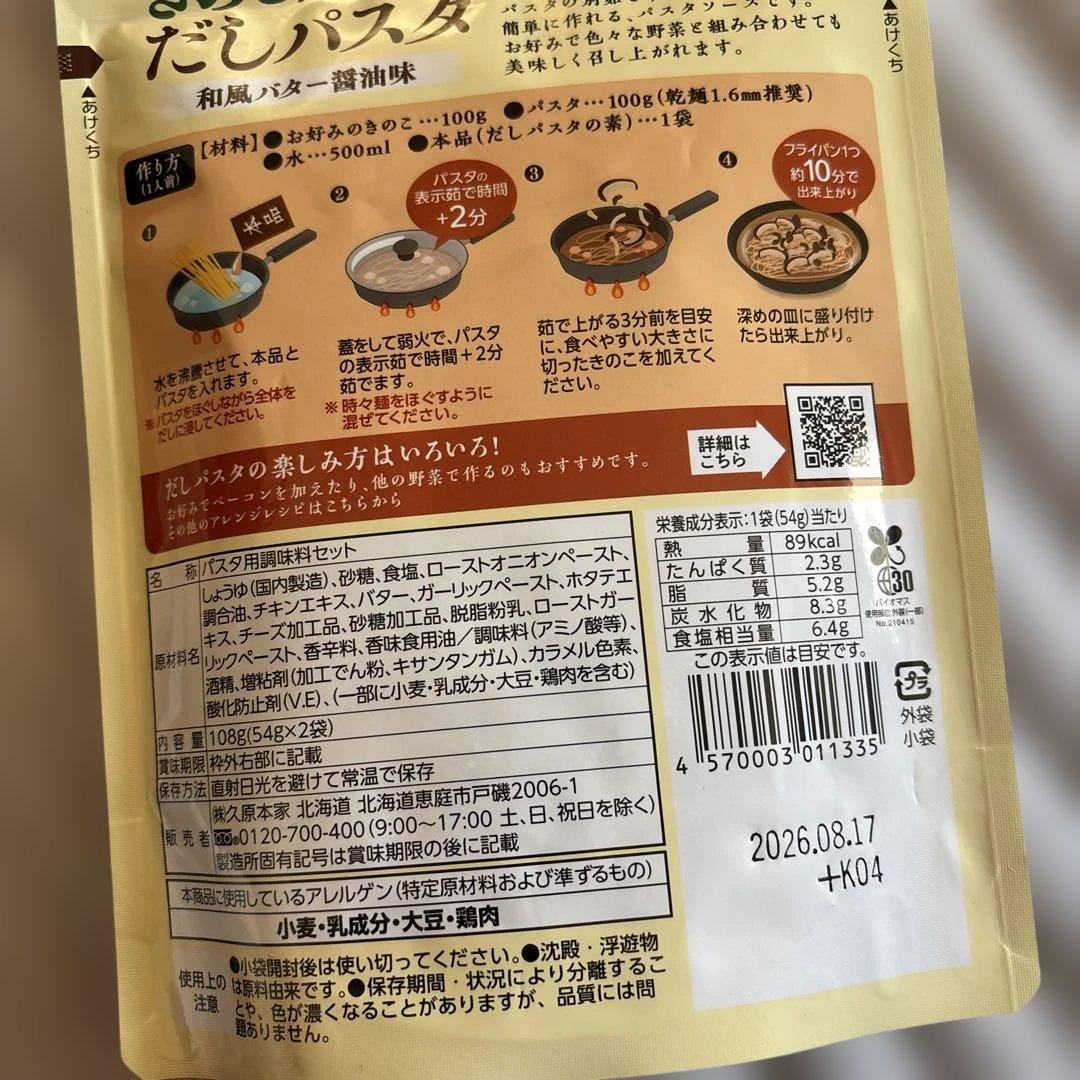 だしパスタ
和風バター醤油味
簡単に作れる、パスタソースです。
お好みで色々な野菜と組み合わせても
美味しく召し上がれます。
▲あけくち
▲あけくち
作り方
(1人前)
【材料】●お好みのきのこ…100g ●パスタ…100g(乾麺1.6mm推奨)
●水…500ml ●本品(だしパスタの素)…1袋
❶
❷
パスタの
表示茹で時間
+2分
❸
❹
フライパン1つ
約10分で
出来上がり
水を沸騰させて、本品と
パスタを入れます。
※パスタをほぐしながら全体を
だしに浸してください。
蓋をして弱火で、パスタ
の表示茹で時間+2分
茹でます。
※時々麺をほぐすように
混ぜてください。
茹で上がる3分前を目安
に、食べやすい大きさに
切ったきのこを加えてく
ださい。
深めの皿に盛り付け
たら出来上がり。
だしパスタの楽しみ方はいろいろ!
お好みでベーコンを加えたり、他の野菜で作るのもおすすめです。
その他のアレンジレシピはこちらから
詳細は
こちら
名称 パスタ用調味料セット
原材料名 しょうゆ(国内製造)、砂糖、食塩、ローストオニオンペースト、
調合油、チキンエキス、バター、ガーリックペースト、ホタテエ
キス、チーズ加工品、砂糖加工品、脱脂粉乳、ローストガー
リックペースト、香辛料、香味食用油/調味料(アミノ酸等)、
酒精、増粘剤(加工でん粉、キサンタンガム)、カラメル色素、
酸化防止剤(V.E)、(一部に小麦・乳成分・大豆・鶏肉を含む)
内容量 108g(54g×2袋)
賞味期限 枠外右部に記載
保存方法 直射日光を避けて常温で保存
販売者 ㈱久原本家 北海道 北海道恵庭市戸磯2006-1
0120-700-400(9:00〜17:00 土、日、祝日を除く)
製造所固有記号は賞味期限の後に記載
本商品に使用しているアレルゲン(特定原材料および準ずるもの)
小麦・乳成分・大豆・鶏肉
使用上の
注意
●小袋開封後は使い切ってください。●沈殿・浮遊物
は原料由来です。●保存期間・状況により分離するこ
とや、色が濃くなることがありますが、品質には問
題ありません。
栄養成分表示:1袋(54g)当たり
熱量 89kcal
たんぱく質 2.3g
脂質 5.2g
炭水化物 8.3g
食塩相当量 6.4g
この表示値は目安です。
30
バイオマス
使用部位:外装(一部)
No.210415
4 570003 011335
プラ
外袋
小袋
2026.08.17
+K04